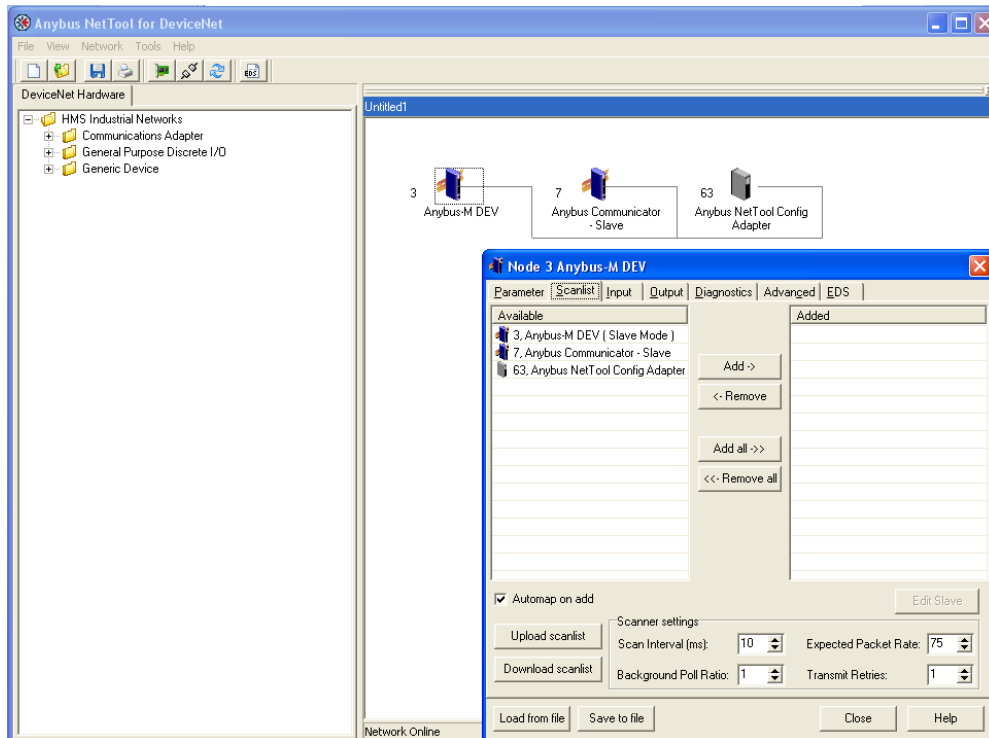 Anybus NetTool for DeviceNet
File View Network Tools Help
EDS
DeviceNet Hardware
HMS Industrial Networks
Communications Adapter
General Purpose Discrete I/O
Generic Device
Untitled1
3
Anybus-M DEV
7
Anybus Communicator
- Slave
63
Anybus NetTool Config
Adapter
Node 3 Anybus-M DEV
Parameter Scanlist Input Output Diagnostics Advanced EDS
Available
3, Anybus-M DEV ( Slave Mode )
7, Anybus Communicator - Slave
63, Anybus NetTool Config Adapter
Add ->
<- Remove
Add all ->>
<<- Remove all
Added
Automap on add
Edit Slave
Upload scanlist
Download scanlist
Scanner settings
Scan Interval (ms): 10 Expected Packet Rate: 75
Background Poll Ratio: 1 Transmit Retries: 1
Load from file Save to file Close Help
Network Online